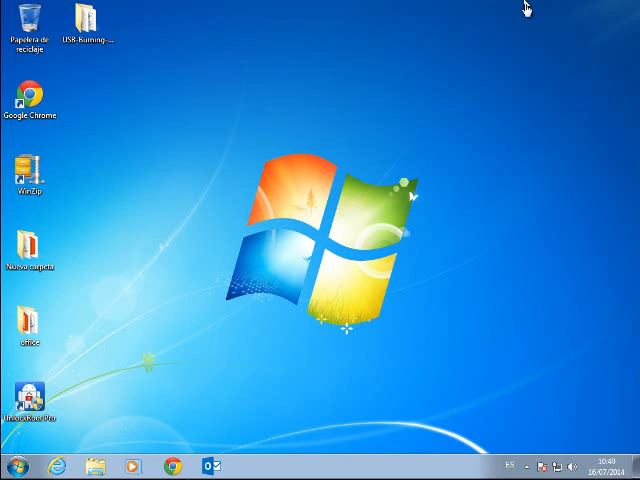 Papelera de
reciclaje
USB-Burning-...
Google Chrome
WinZip
Nueva carpeta
office
UnlockRoot Pro
ES
10:49
16/07/2014